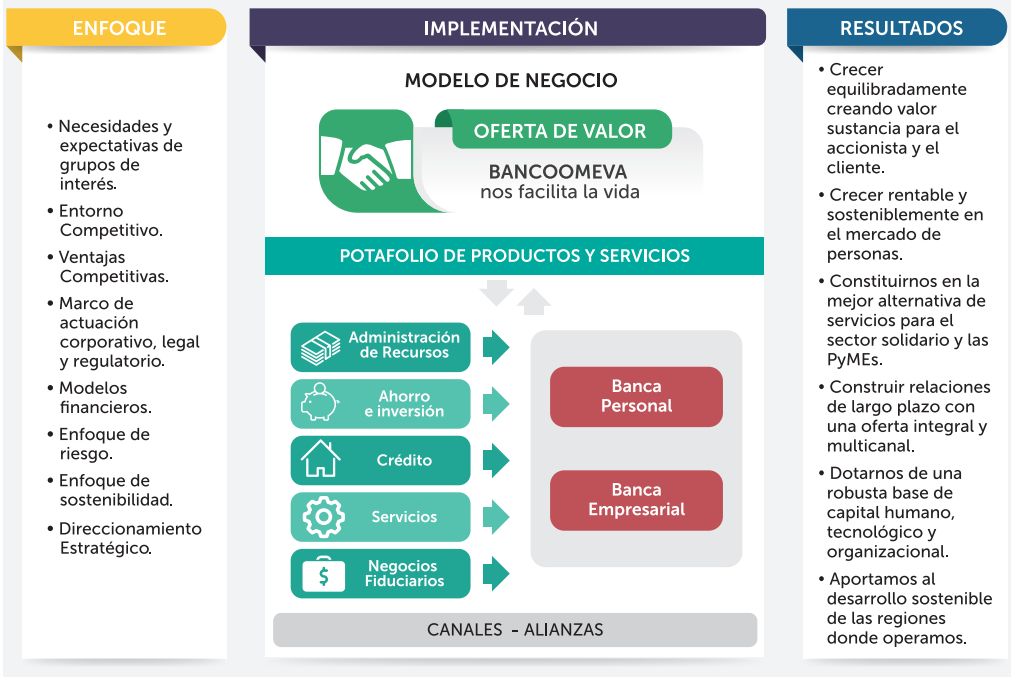 ENFOQUE
• Necesidades y
expectativas de
grupos de
interés.
• Entorno
Competitivo.
• Ventajas
Competitivas.
• Marco de
actuación
corporativo, legal
y regulatorio.
• Modelos
financieros.
• Enfoque de
riesgo.
• Enfoque de
sostenibilidad.
• Direccionamiento
Estratégico.
IMPLEMENTACIÓN
MODELO DE NEGOCIO
OFERTA DE VALOR
BANCOOMEVA
nos facilita la vida
POTAFOLIO DE PRODUCTOS Y SERVICIOS
Administración
de Recursos
Ahorro
e inversión
Crédito
Servicios
$
Negocios
Fiduciarios
Banca
Personal
Banca
Empresarial
CANALES - ALIANZAS
RESULTADOS
• Crecer
equilibradamente
creando valor
sustancia para el
accionista y el
cliente.
• Crecer rentable y
sosteniblemente en
el mercado de
personas.
• Constituirnos en la
mejor alternativa de
servicios para el
sector solidario y las
PyMEs.
• Construir relaciones
de largo plazo con
una oferta integral y
multicanal.
• Dotarnos de una
robusta base de
capital humano,
tecnológico y
organizacional.
• Aportamos al
desarrollo sostenible
de las regiones
donde operamos.